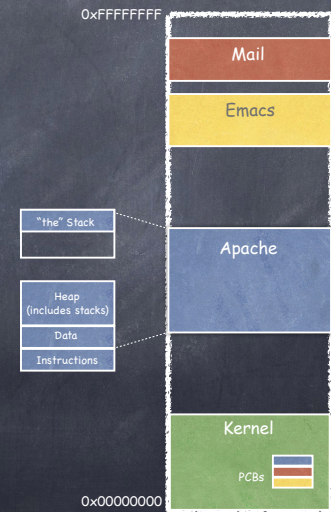 0xFFFFFFFF
Mail
Emacs
"the" Stack
Apache
Heap
(includes stacks)
Data
Instructions
Kernel
PCBs
0x00000000